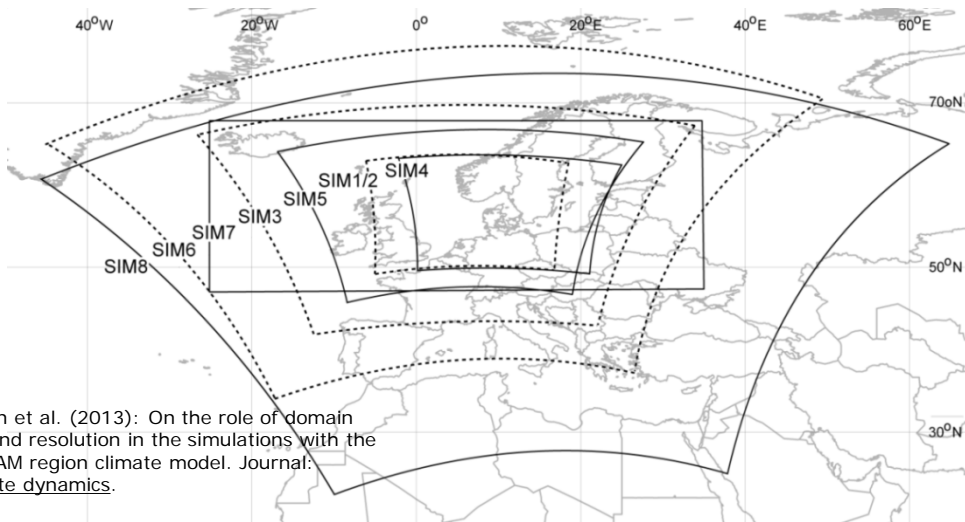 40°W 20°W 0° 20°E 40°E 60°E
70oN
SIM1/2 SIM4
SIM5
SIM3
SIM7
SIM6
SIM8 50°N
n et al. (2013): On the role of domain
nd resolution in the simulations with the
AM region climate model. Journal:
te dynamics.
30°N